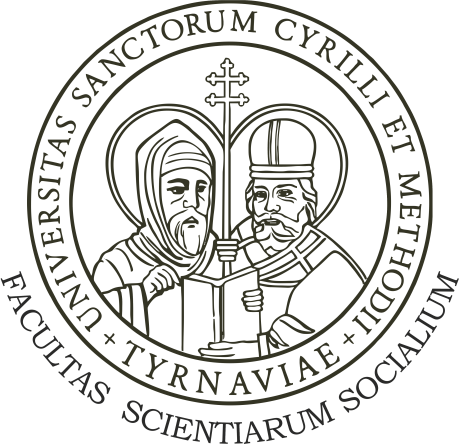 UNIVERSITAS SANCTORUM CYRILLI ET METHODII
+ TYRNAVIAE +
FACULTAS SCIENTIARUM SOCIALIUM